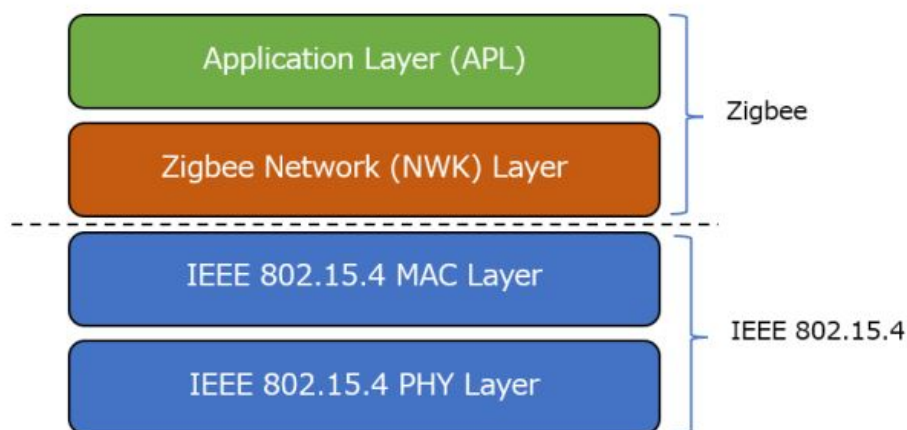 Application Layer (APL)
Zigbee
Zigbee Network (NWK) Layer
IEEE 802.15.4 MAC Layer
IEEE 802.15.4
IEEE 802.15.4 PHY Layer